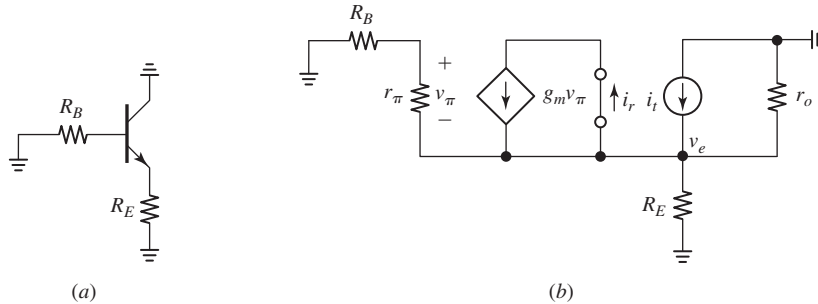 R_B
R_E
(a)
R_B
r_π
+
v_π
−
g_m v_π
i_r
i_t
v_e
r_o
R_E
(b)